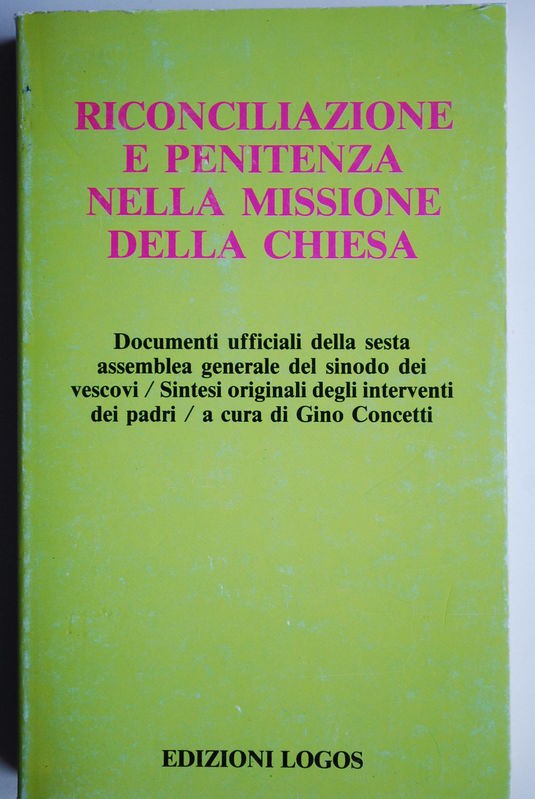 RICONCILIAZIONE
E PENITENZA
NELLA MISSIONE
DELLA CHIESA
Documenti ufficiali della sesta
assemblea generale del sinodo dei
vescovi / Sintesi originali degli interventi
dei padri / a cura di Gino Concetti
EDIZIONI LOGOS